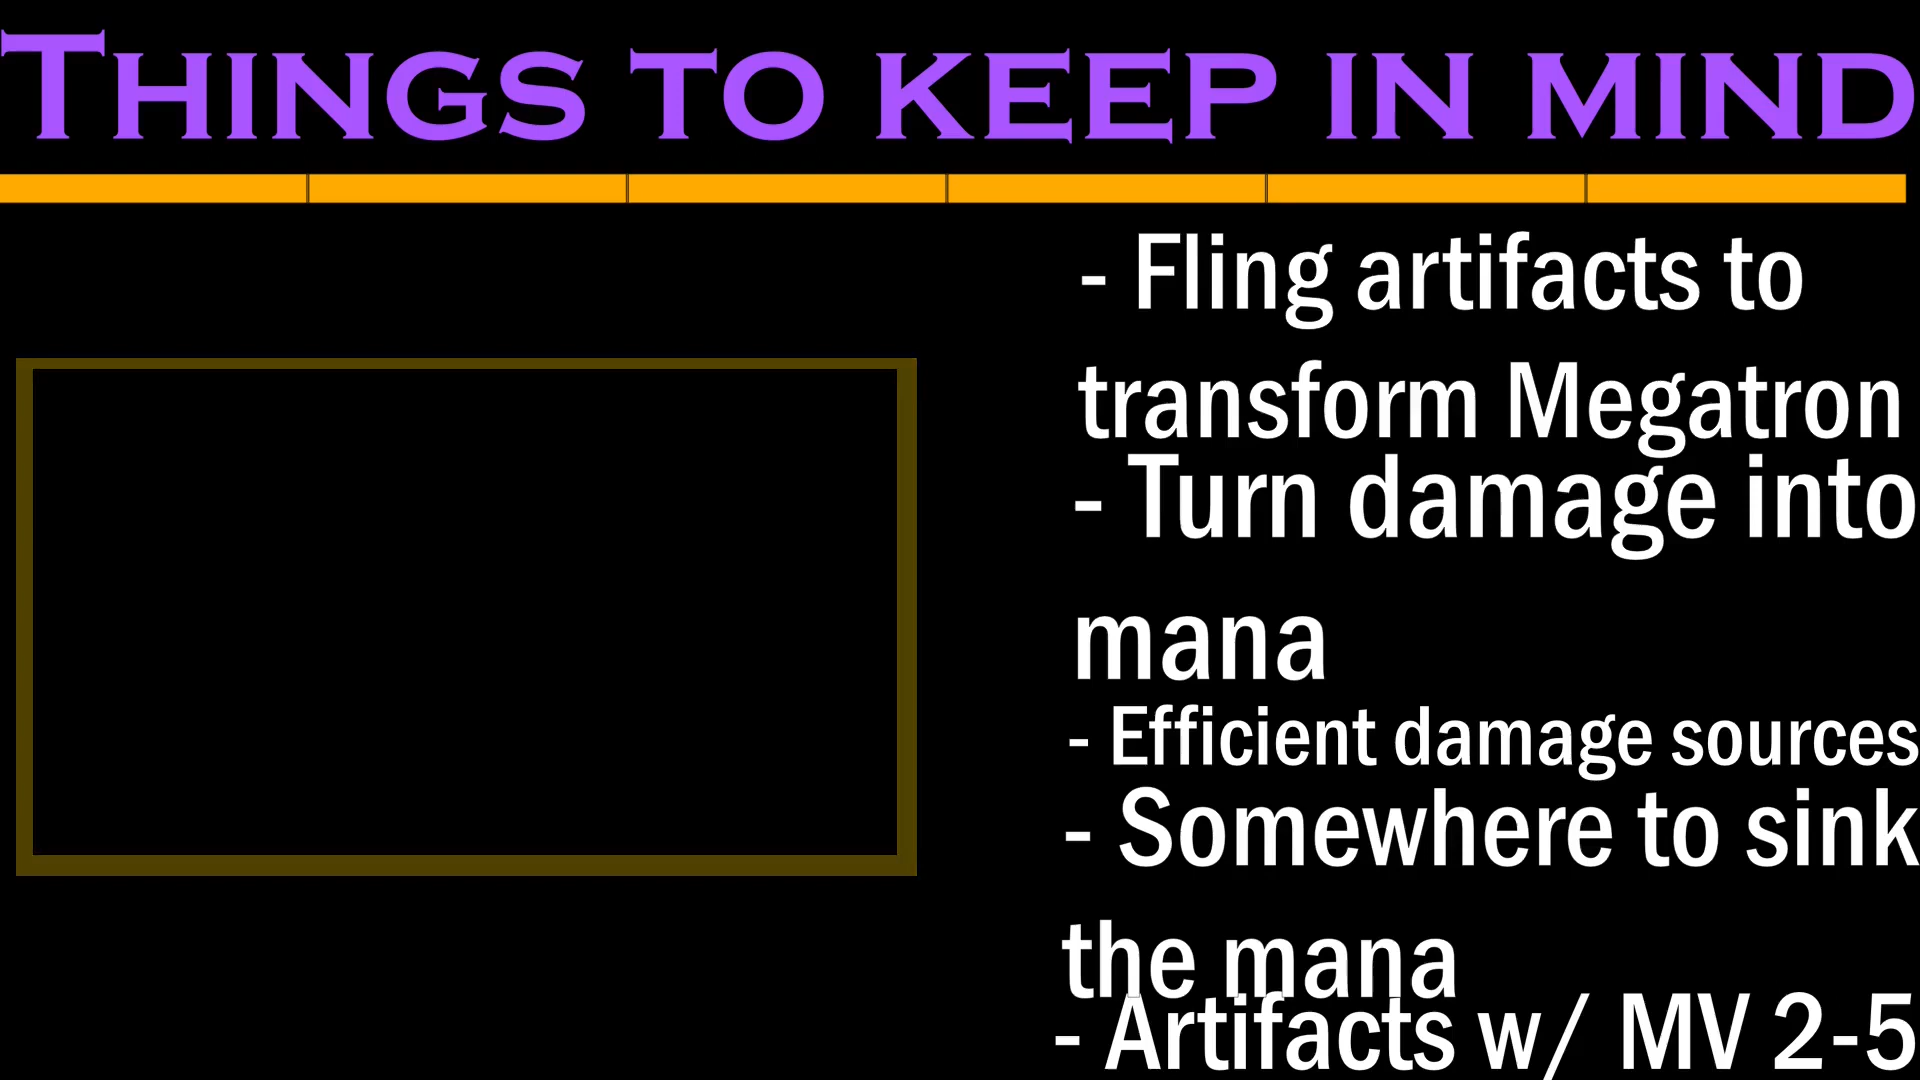 Things to keep in mind
- Fling artifacts to
transform Megatron
- Turn damage into
mana
- Efficient damage sources
- Somewhere to sink
the mana
- Artifacts w/ MV 2-5